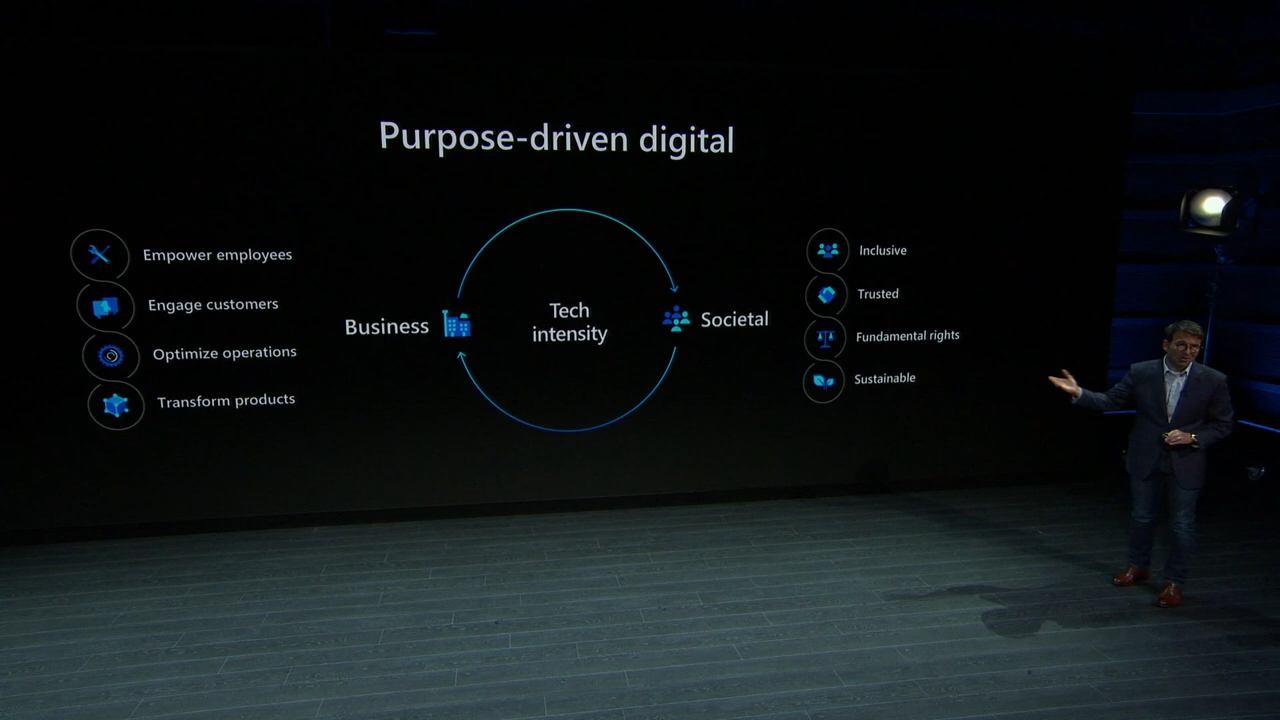 Purpose-driven digital
Empower employees
Engage customers
Optimize operations
Transform products
Business
Tech
intensity
Societal
Inclusive
Trusted
Fundamental rights
Sustainable